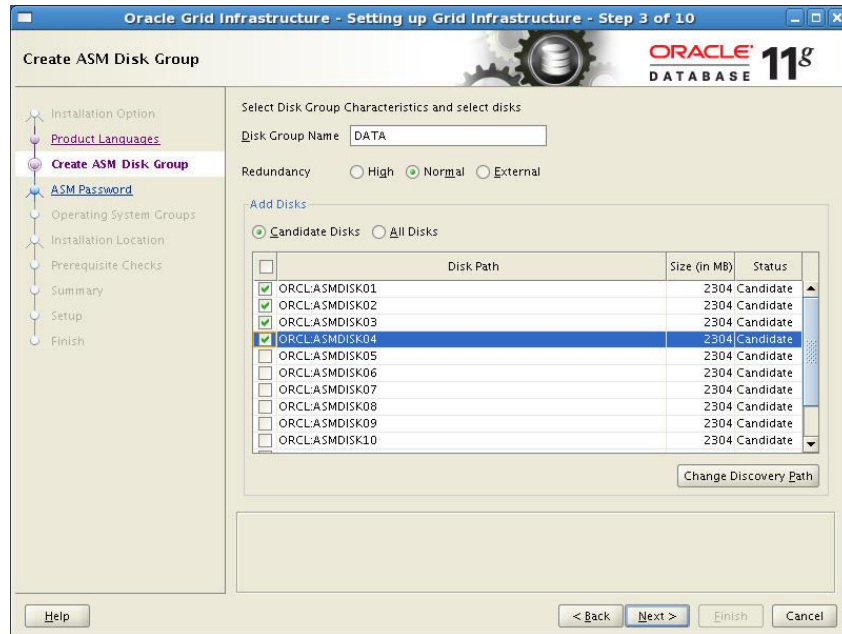 Oracle Grid Infrastructure - Setting up Grid Infrastructure - Step 3 of 10
Create ASM Disk Group
ORACLE
DATABASE 11g
Installation Option
Product Languages
Create ASM Disk Group
ASM Password
Operating System Groups
Installation Location
Prerequisite Checks
Summary
Setup
Finish
Select Disk Group Characteristics and select disks
Disk Group Name DATA
Redundancy High Normal External
Add Disks
Candidate Disks All Disks
Disk Path Size (in MB) Status
ORCL:ASMDISK01 2304 Candidate
ORCL:ASMDISK02 2304 Candidate
ORCL:ASMDISK03 2304 Candidate
ORCL:ASMDISK04 2304 Candidate
ORCL:ASMDISK05 2304 Candidate
ORCL:ASMDISK06 2304 Candidate
ORCL:ASMDISK07 2304 Candidate
ORCL:ASMDISK08 2304 Candidate
ORCL:ASMDISK09 2304 Candidate
ORCL:ASMDISK10 2304 Candidate
Change Discovery Path
Help < Back Next > Finish Cancel